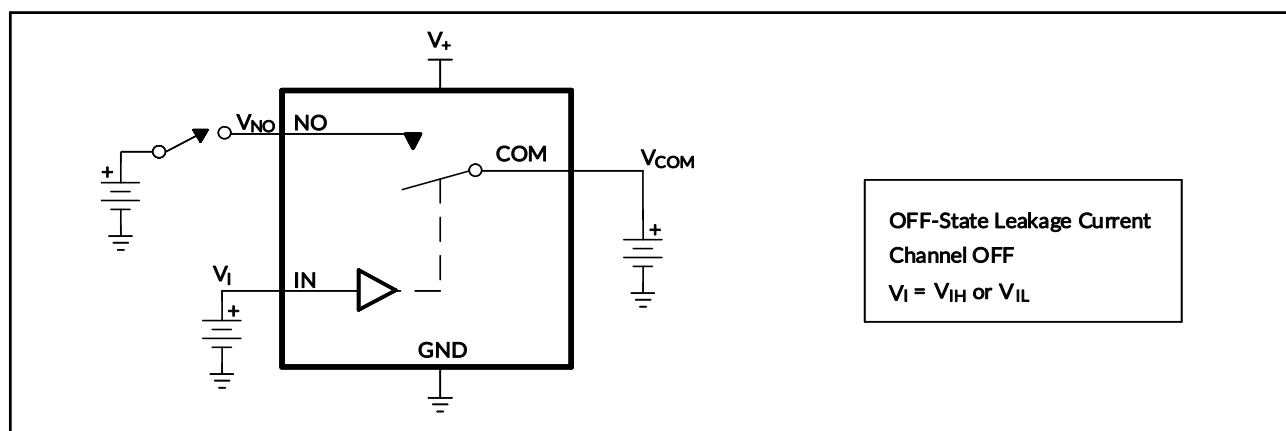 V+
VNO NO
+
COM
VCOM
+
VI IN
+
GND
OFF-State Leakage Current
Channel OFF
VI = VIH or VIL